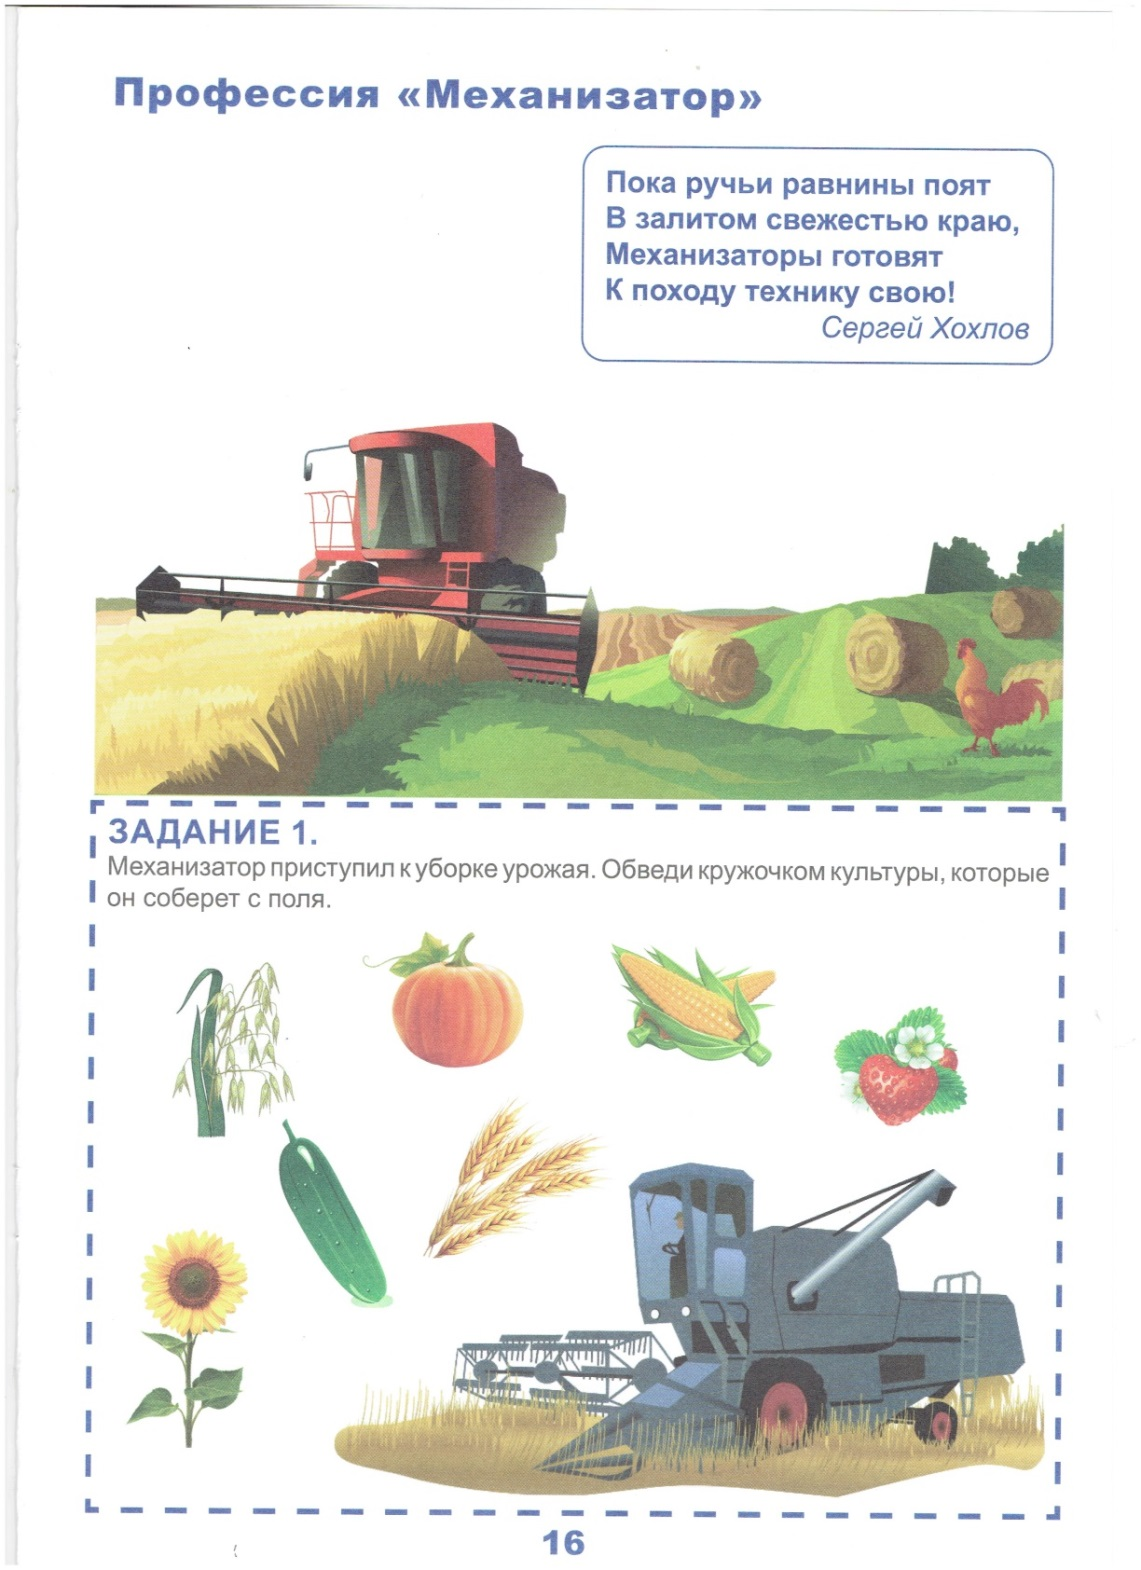 Профессия «Механизатор»
Пока ручьи равнины поят
В залитом свежестью краю,
Механизаторы готовят
К походу технику свою!
Сергей Хохлов
ЗАДАНИЕ 1.
Механизатор приступил к уборке урожая. Обведи кружочком культуры, которые
он соберет с поля.
16